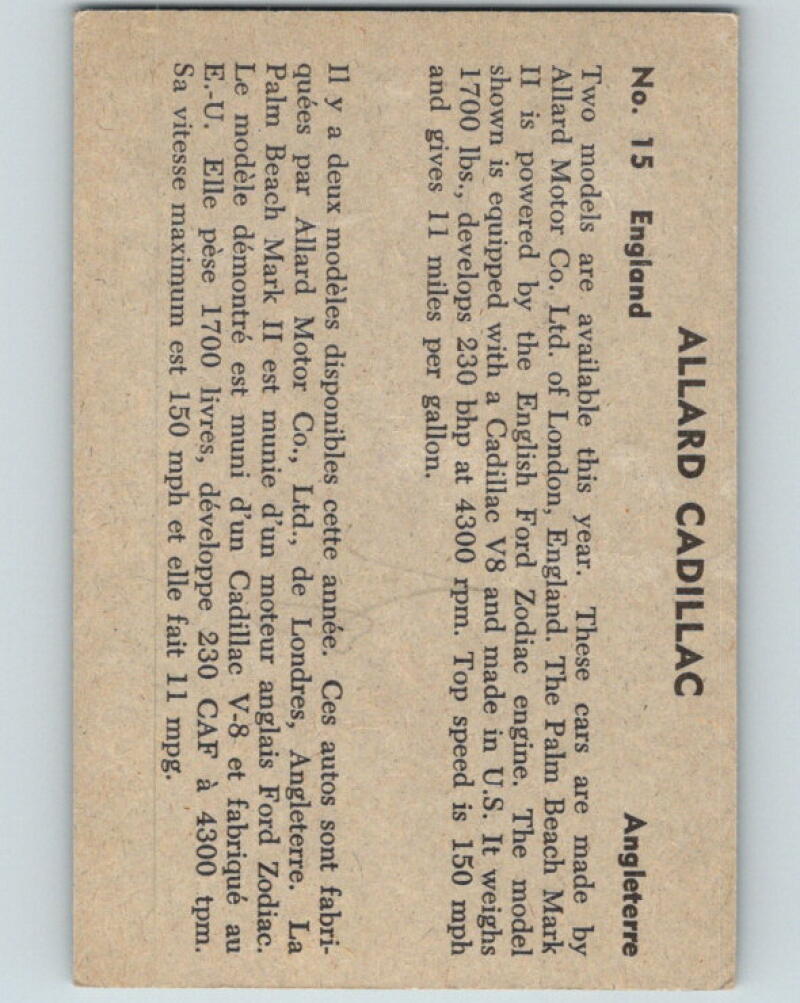 ALLARD CADILLAC
No. 15 England Angleterre
Two models are available this year. These cars are made by
Allard Motor Co. Ltd. of London, England. The Palm Beach Mark
II is powered by the English Ford Zodiac engine. The model
shown is equipped with a Cadillac V8 and made in U.S. It weighs
1700 lbs., develops 230 bhp at 4300 rpm. Top speed is 150 mph
and gives 11 miles per gallon.
Il y a deux modèles disponibles cette année. Ces autos sont fabri-
quées par Allard Motor Co., Ltd., de Londres, Angleterre. La
Palm Beach Mark II est munie d'un moteur anglais Ford Zodiac.
Le modèle démontré est muni d'un Cadillac V-8 et fabriqué au
E.-U. Elle pèse 1700 livres, développe 230 CAF à 4300 tpm.
Sa vitesse maximum est 150 mph et elle fait 11 mpg.